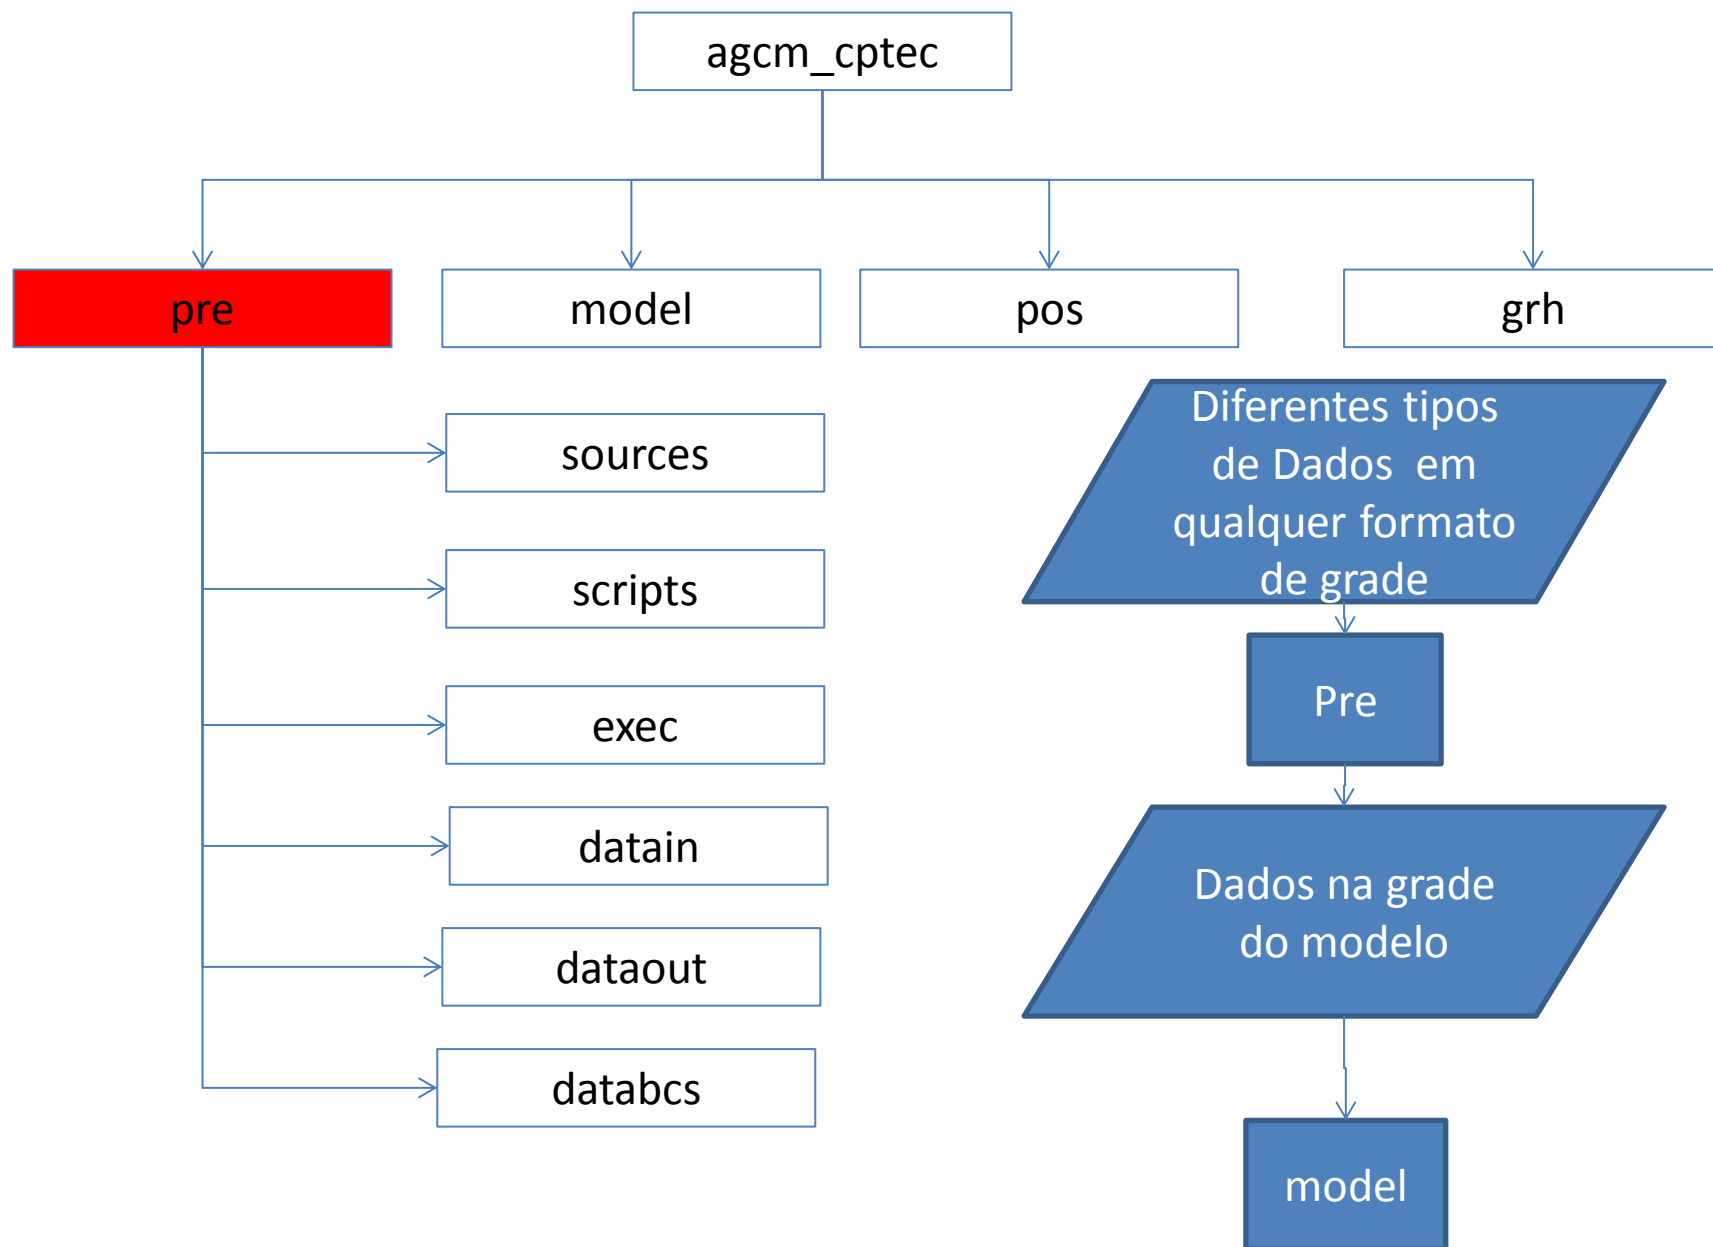 agcm_cptec
pre
model
pos
grh
sources
scripts
exec
datain
dataout
databcs
Diferentes tipos
de Dados  em
qualquer formato
de grade
Pre
Dados na grade
do modelo
model